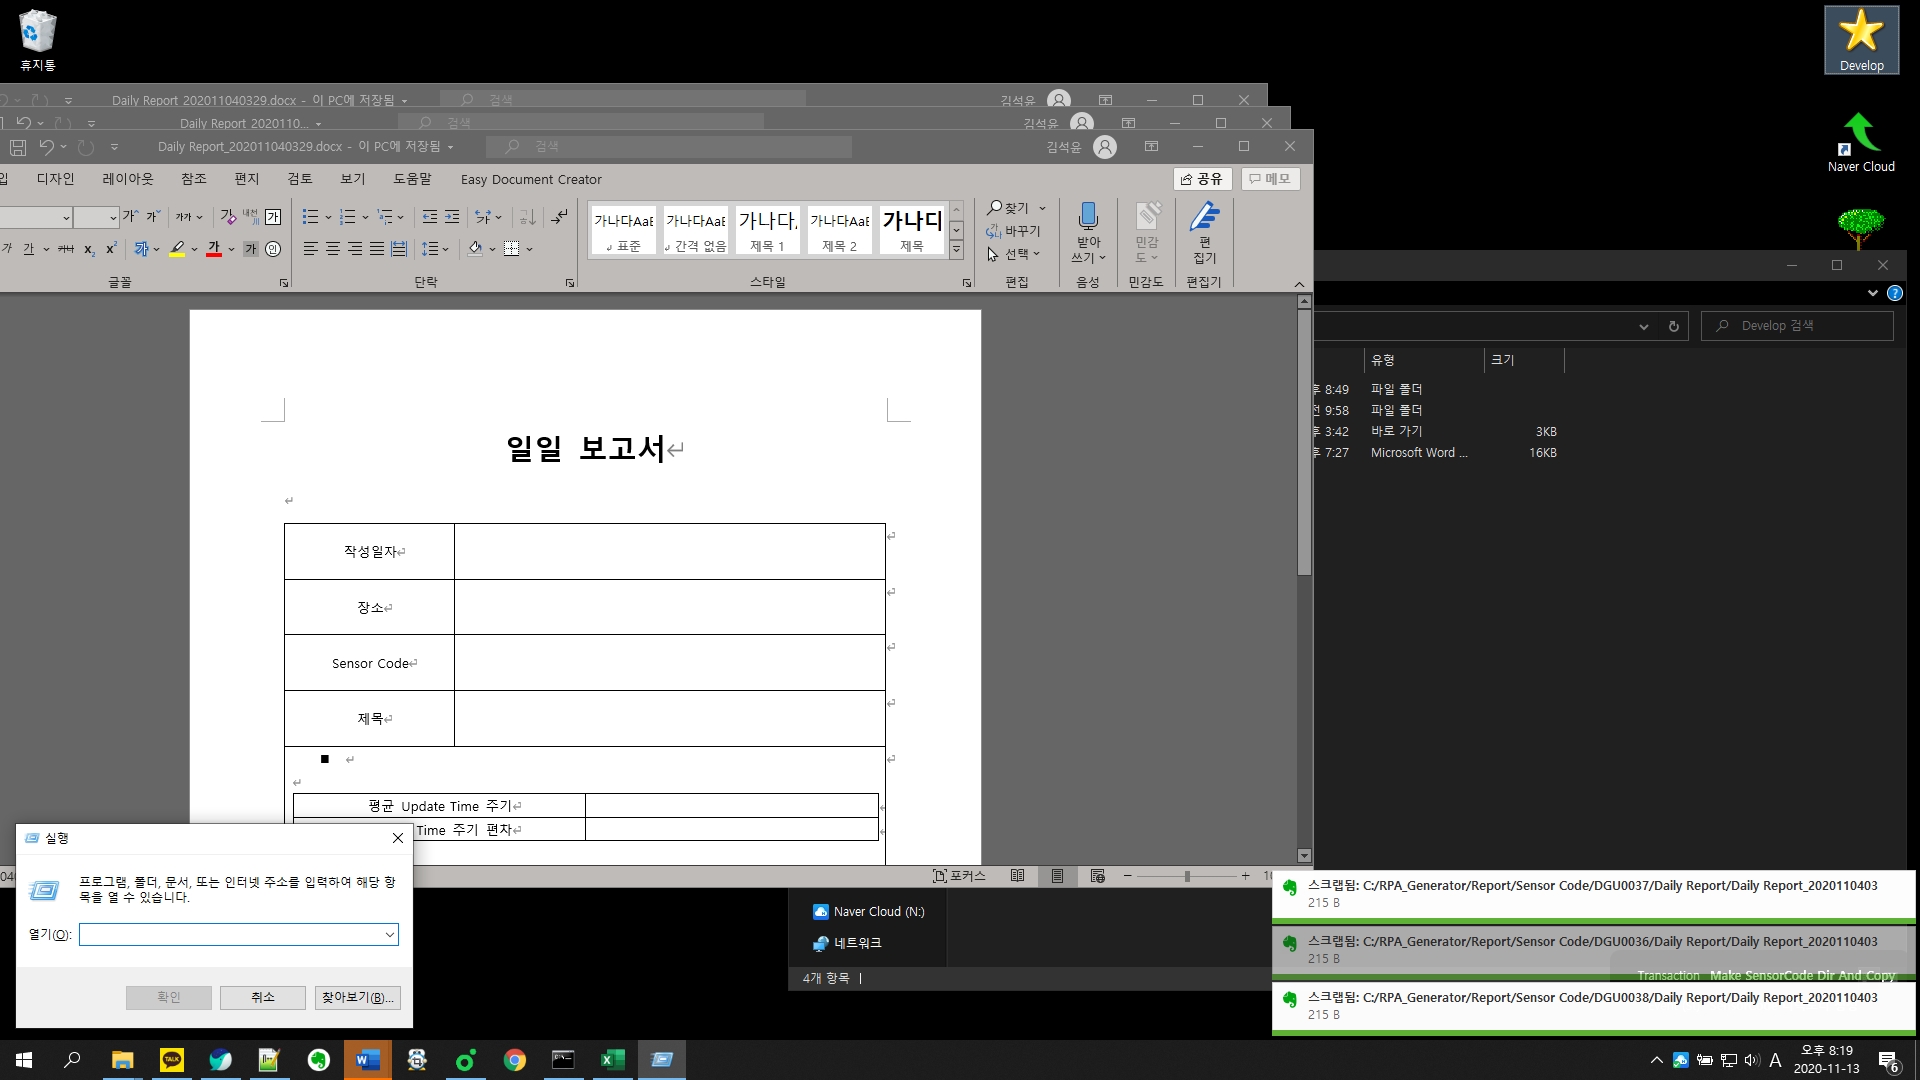 휴지통
Develop
Naver Cloud
Daily Report 202011040329.docx - 이 PC에 저장됨
검색
김석윤
Daily Report 2020110...
검색
김석윤
Daily Report_202011040329.docx - 이 PC에 저장됨
검색
김석윤
입 디자인 레이아웃 참조 편지 검토 보기 도움말 Easy Document Creator
공유 메모
가나다AaB 가나다AaB 가나다, 가나다Aa 가나디
표준 간격 없음 제목 1 제목 2 제목
찾기
바꾸기
선택
받아
쓰기
민감
도
편
집기
글꼴 단락 스타일 편집 음성 민감도 편집기
Develop 검색
유형 크기
8:49 파일 폴더
9:58 파일 폴더
3:42 바로 가기 3KB
7:27 Microsoft Word ... 16KB
일일 보고서
작성일자
장소
Sensor Code
제목
평균 Update Time 주기
Time 주기 편차
포커스
실행
프로그램, 폴더, 문서, 또는 인터넷 주소를 입력하여 해당 항
목을 열 수 있습니다.
열기(O):
확인 취소 찾아보기(B)...
Naver Cloud (N:)
네트워크
4개 항목
스크랩됨: C:/RPA_Generator/Report/Sensor Code/DGU0037/Daily Report/Daily Report_2020110403
215 B
스크랩됨: C:/RPA_Generator/Report/Sensor Code/DGU0036/Daily Report/Daily Report_2020110403
215 B
Transaction Make SensorCode Dir And Copy
스크랩됨: C:/RPA_Generator/Report/Sensor Code/DGU0038/Daily Report/Daily Report_2020110403
215 B
TALK
A
오후 8:19
2020-11-13
6